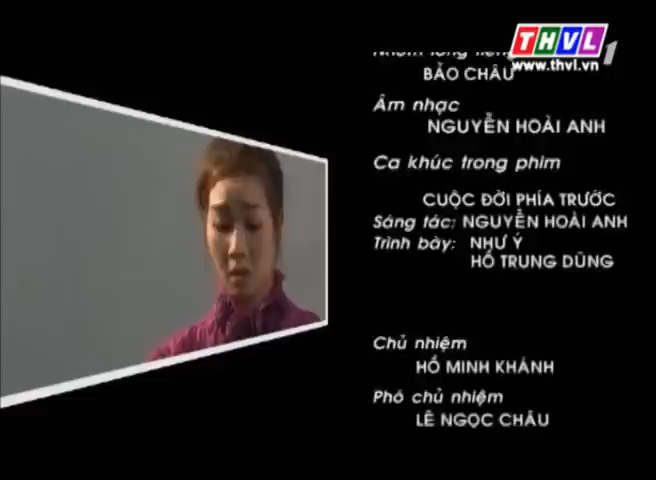 THVL1
www.thvl.vn
BẢO CHÂU
Âm nhạc
NGUYỄN HOÀI ANH
Ca khúc trong phim
CUỘC ĐỜI PHÍA TRƯỚC
Sáng tác: NGUYỄN HOÀI ANH
Trình bày: NHƯ Ý
HỒ TRUNG DŨNG
Chủ nhiệm
HỒ MINH KHÁNH
Phó chủ nhiệm
LÊ NGỌC CHÂU